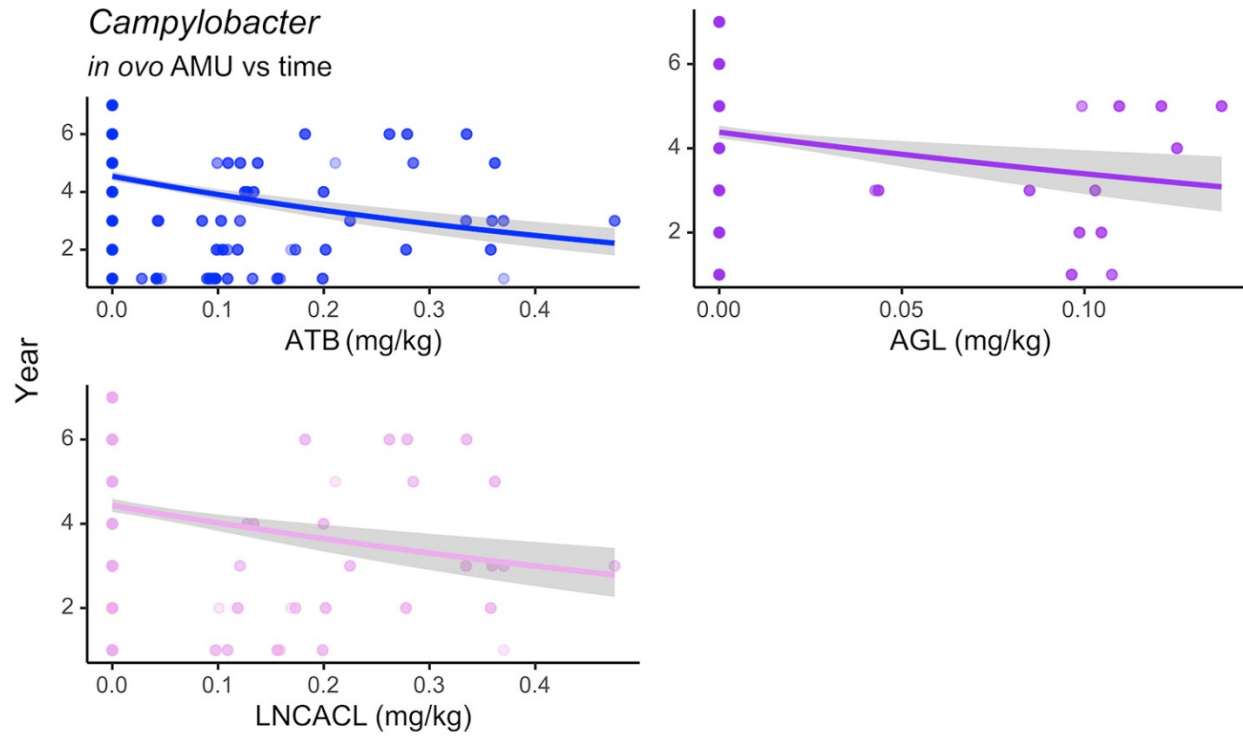 Campylobacter
in ovo AMU vs time
6
4
2
0.0 0.1 0.2 0.3 0.4
ATB (mg/kg)
6
4
2
0.00 0.05 0.10
AGL (mg/kg)
Year
6
4
2
0.0 0.1 0.2 0.3 0.4
LNCACL (mg/kg)